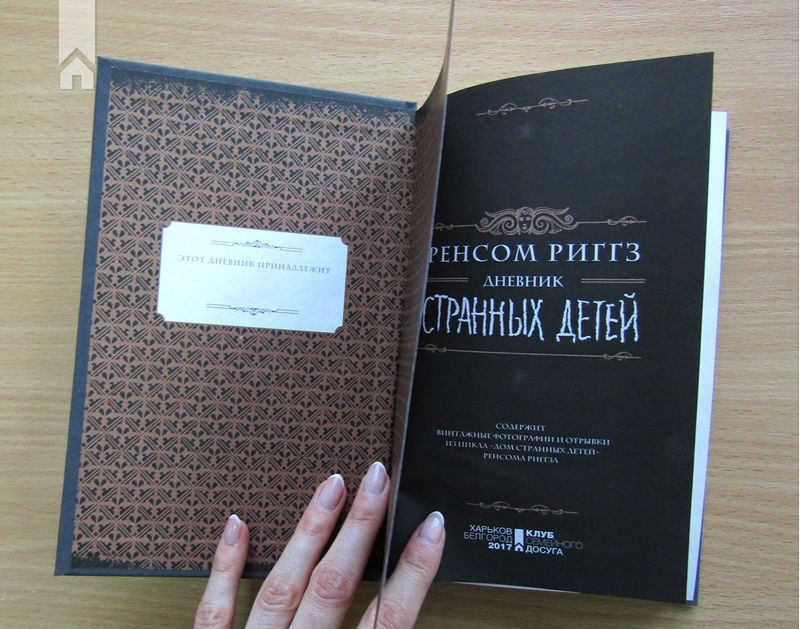 ЭТОТ ДНЕВНИК ПРИНАДЛЕЖИТ
РЕНСОМ РИГГЗ
ДНЕВНИК
СТРАННЫХ ДЕТЕЙ
СОДЕРЖИТ
ВИНТАЖНЫЕ ФОТОГРАФИИ И ОТРЫВКИ
ИЗ ЦИКЛА «ДОМ СТРАННЫХ ДЕТЕЙ»
РЕНСОМА РИГГЗА
ХАРЬКОВ
БЕЛГОРОД
2017
КЛУБ
СЕМЕЙНОГО
ДОСУГА